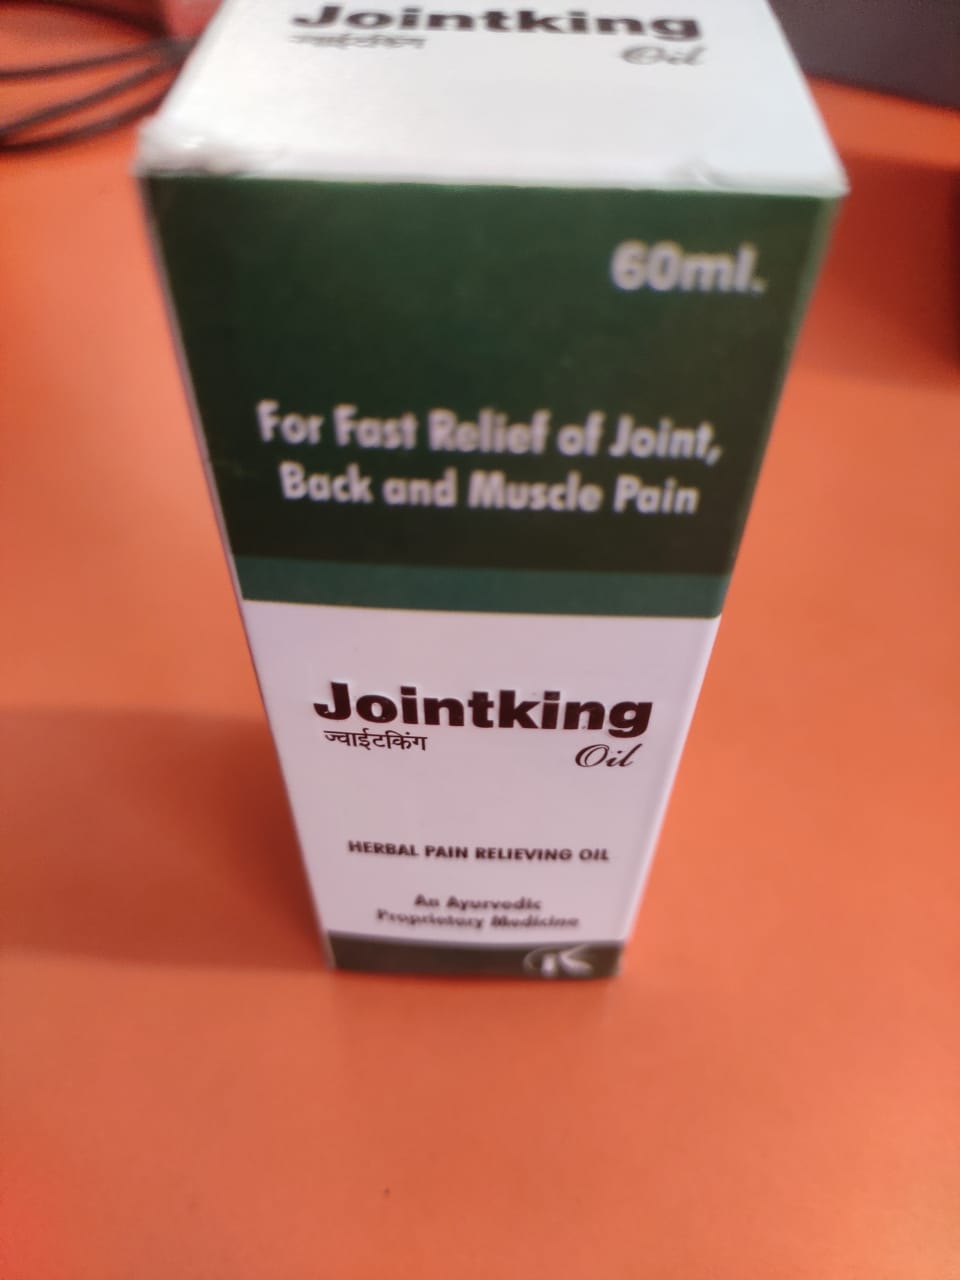 Jointking
ज्वाईटकिंग
Oil
60ml.
For Fast Relief of Joint,
Back and Muscle Pain
Jointking
ज्वाईटकिंग
Oil
HERBAL PAIN RELIEVING OIL
An Ayurvedic
Proprietary Medicine